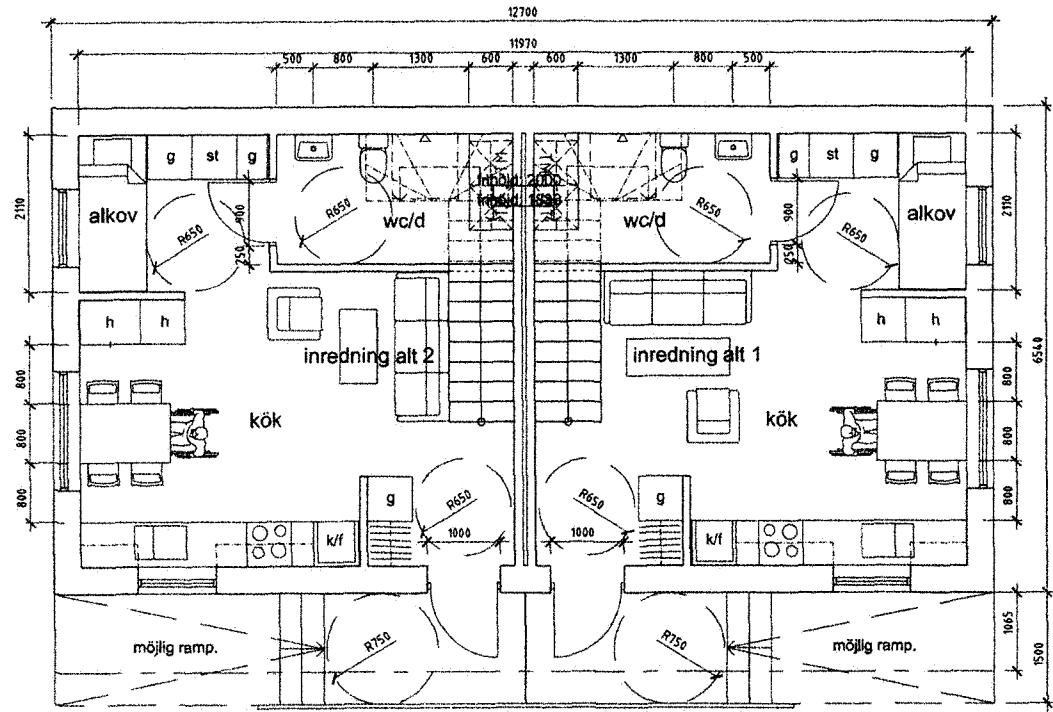 12700
11970
500 800 1300 600 600 1300 800 500
g st g g st g
alkov wc/d wc/d alkov
2110 R650 900 250 R650 R650 900 250 R650 2110
h h h h
inredning alt 2 inredning alt 1
800 800
6540
kök kök
800 800
800 800
g g
R650 R650
k/f 1000 1000 k/f
R750 R750
möjlig ramp. möjlig ramp.
1065
1500